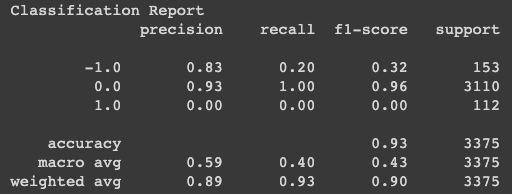 Classification Report
precision recall f1-score support
-1.0 0.83 0.20 0.32 153
0.0 0.93 1.00 0.96 3110
1.0 0.00 0.00 0.00 112
accuracy 0.93 3375
macro avg 0.59 0.40 0.43 3375
weighted avg 0.89 0.93 0.90 3375